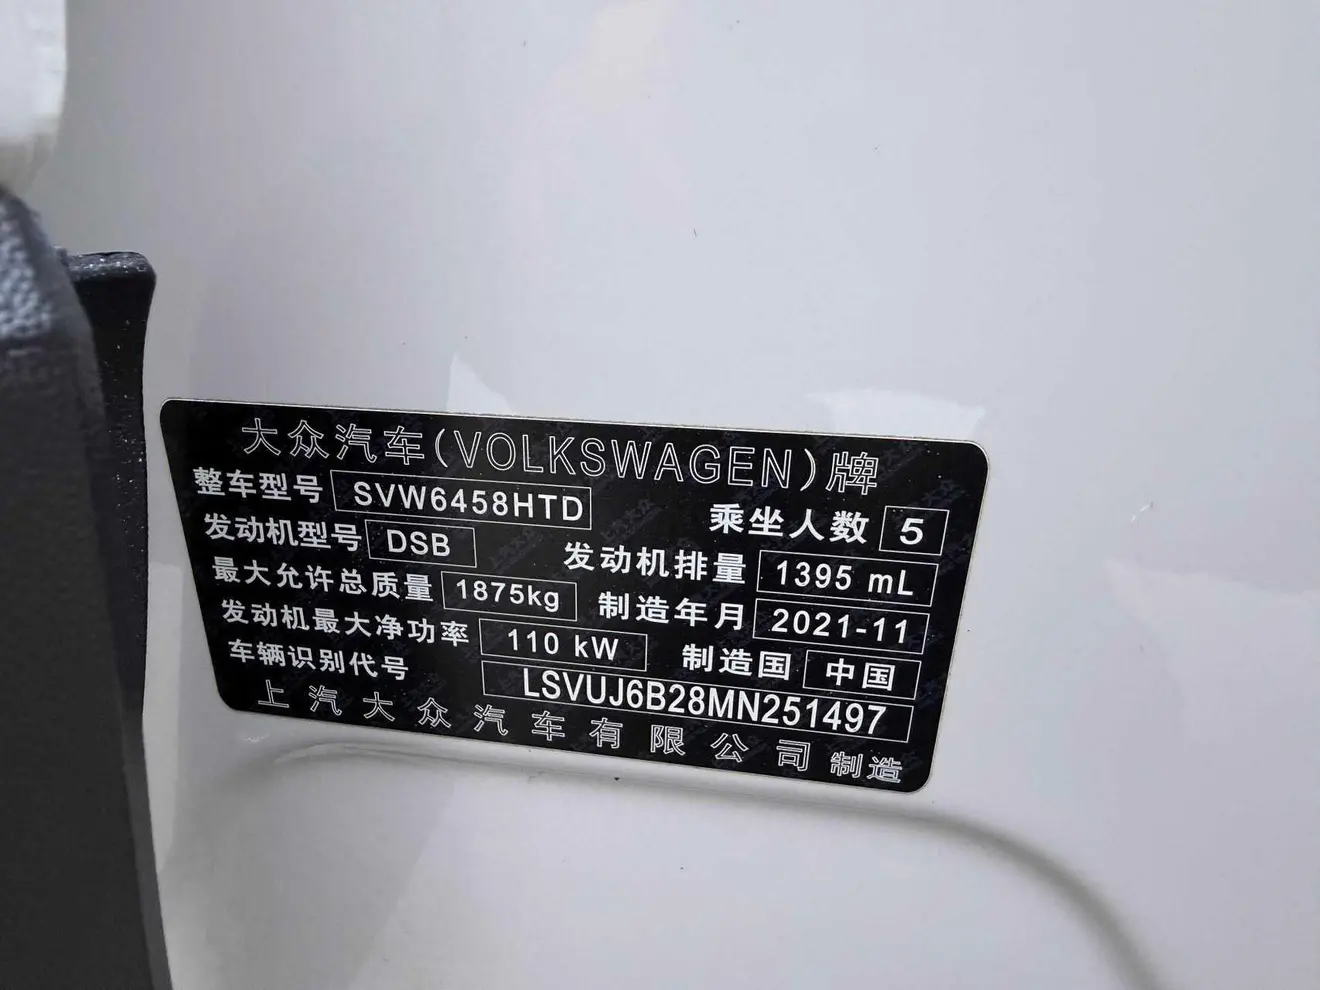 大众汽车(VOLKSWAGEN)牌
整车型号 SVW6458HTD 乘坐人数 5
发动机型号 DSB 发动机排量 1395 mL
最大允许总质量 1875kg 制造年月 2021-11
发动机最大净功率 110 kW 制造国 中国
车辆识别代号 LSVUJ6B28MN251497
上汽大众汽车有限公司制造